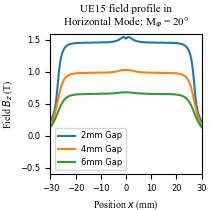 UE15 field profile in
Horizontal Mode: Mφ = 20°
Field Bz (T)
1.5
1.0
0.5
0.0
−0.5
2mm Gap
4mm Gap
6mm Gap
−30 −20 −10 0 10 20 30
Position x (mm)